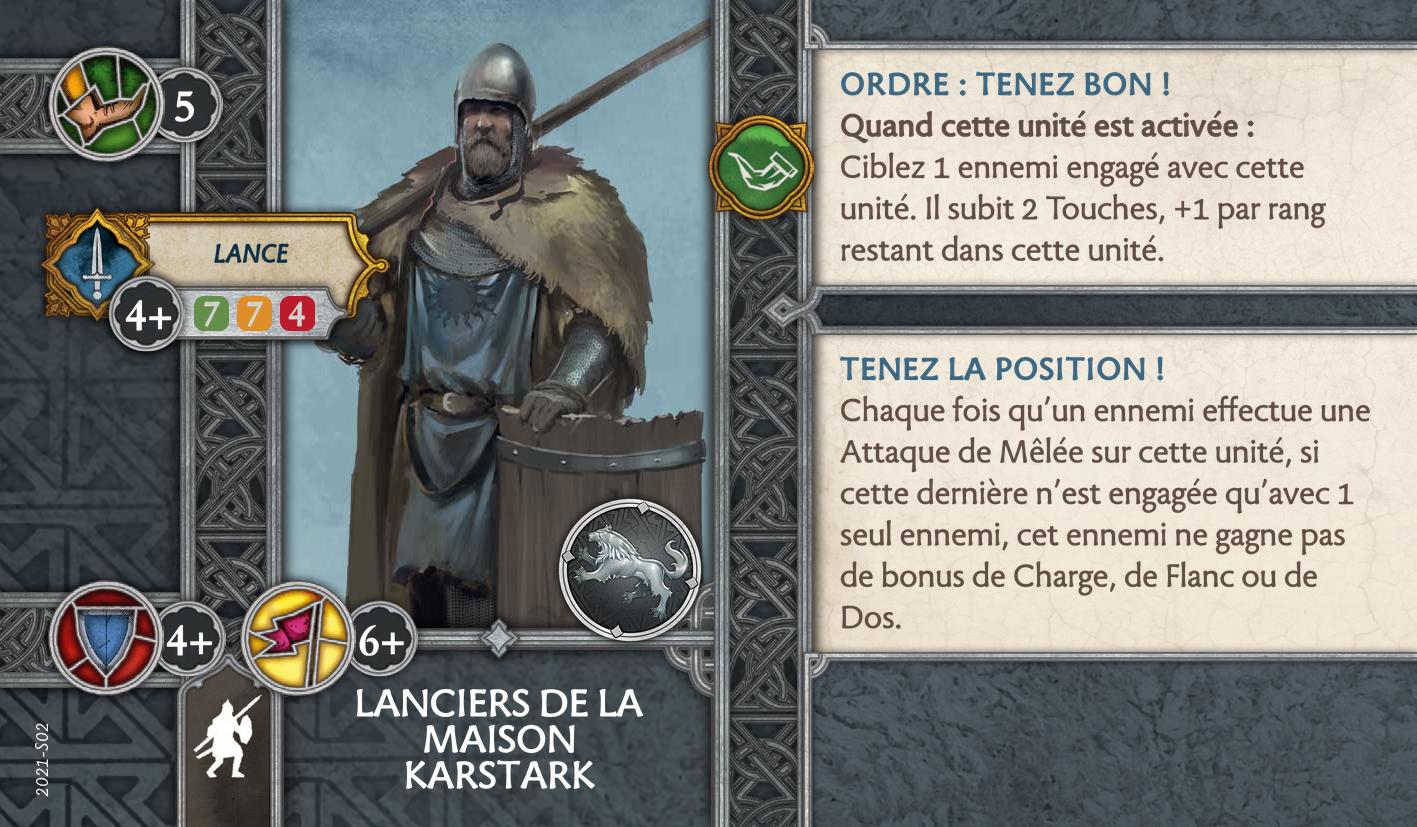 5
LANCE
4+ 7 7 4
4+
6+
LANCIERS DE LA
MAISON
KARSTARK
2021-S02
ORDRE : TENEZ BON !
Quand cette unité est activée :
Ciblez 1 ennemi engagé avec cette
unité. Il subit 2 Touches, +1 par rang
restant dans cette unité.
TENEZ LA POSITION !
Chaque fois qu’un ennemi effectue une
Attaque de Mêlée sur cette unité, si
cette dernière n’est engagée qu’avec 1
seul ennemi, cet ennemi ne gagne pas
de bonus de Charge, de Flanc ou de
Dos.